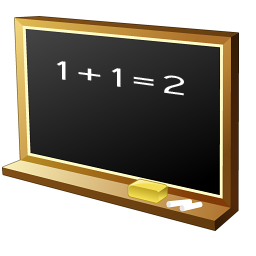 1 + 1 = 2